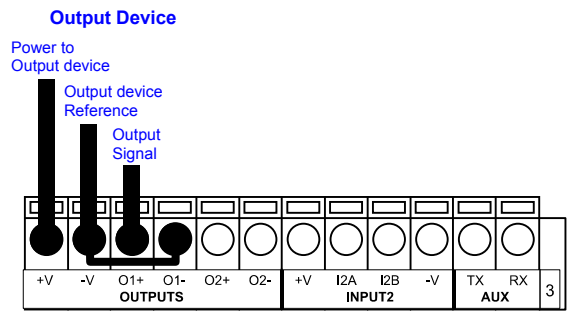 Output Device
Power to
Output device
Output device
Reference
Output
Signal
+V -V O1+ O1- O2+ O2- +V I2A I2B -V TX RX 3
OUTPUTS INPUT2 AUX